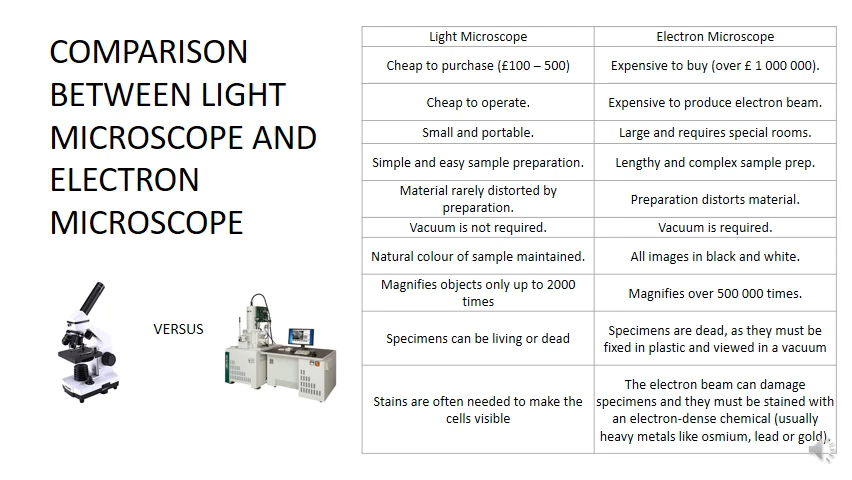 COMPARISON
BETWEEN LIGHT
MICROSCOPE AND
ELECTRON
MICROSCOPE
VERSUS
Light Microscope
Electron Microscope
Cheap to purchase (£100 – 500)
Expensive to buy (over £ 1 000 000).
Cheap to operate.
Expensive to produce electron beam.
Small and portable.
Large and requires special rooms.
Simple and easy sample preparation.
Lengthy and complex sample prep.
Material rarely distorted by
preparation.
Preparation distorts material.
Vacuum is not required.
Vacuum is required.
Natural colour of sample maintained.
All images in black and white.
Magnifies objects only up to 2000
times
Magnifies over 500 000 times.
Specimens can be living or dead
Specimens are dead, as they must be
fixed in plastic and viewed in a vacuum
Stains are often needed to make the
cells visible
The electron beam can damage
specimens and they must be stained with
an electron-dense chemical (usually
heavy metals like osmium, lead or gold).